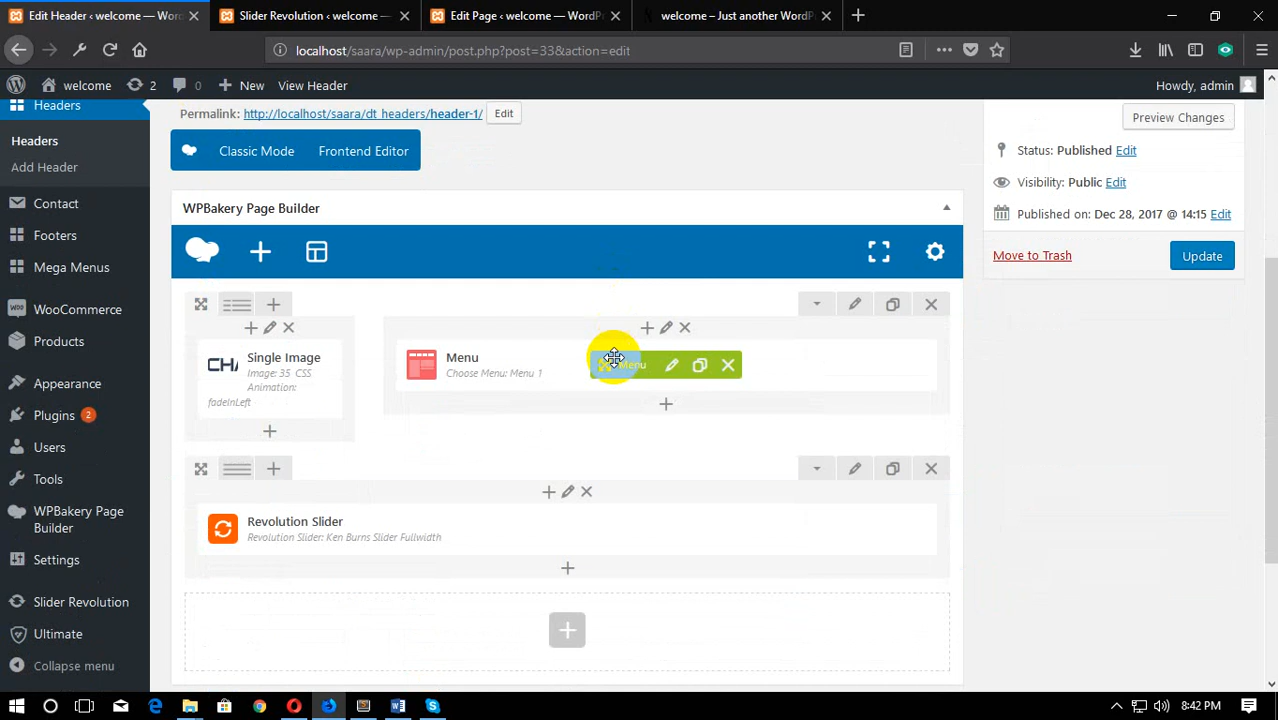 Edit Header ‹ welcome — Wor
Slider Revolution ‹ welcome —
Edit Page ‹ welcome — WordPr
welcome – Just another WordP
localhost/saara/wp-admin/post.php?post=33&action=edit
welcome
2
0
New
View Header
Howdy, admin
Headers
Headers
Add Header
Contact
Footers
Mega Menus
WooCommerce
Products
Appearance
Plugins 2
Users
Tools
WPBakery Page
Builder
Settings
Slider Revolution
Ultimate
Collapse menu
Permalink: http://localhost/saara/dt_headers/header-1/ Edit
Classic Mode
Frontend Editor
WPBakery Page Builder
Single Image
Image: 35 CSS
Animation:
fadeInLeft
CHA
Menu
Choose Menu: Menu 1
Menu
Revolution Slider
Revolution Slider: Ken Burns Slider Fullwidth
Preview Changes
Status: Published Edit
Visibility: Public Edit
Published on: Dec 28, 2017 @ 14:15 Edit
Move to Trash
Update
8:42 PM